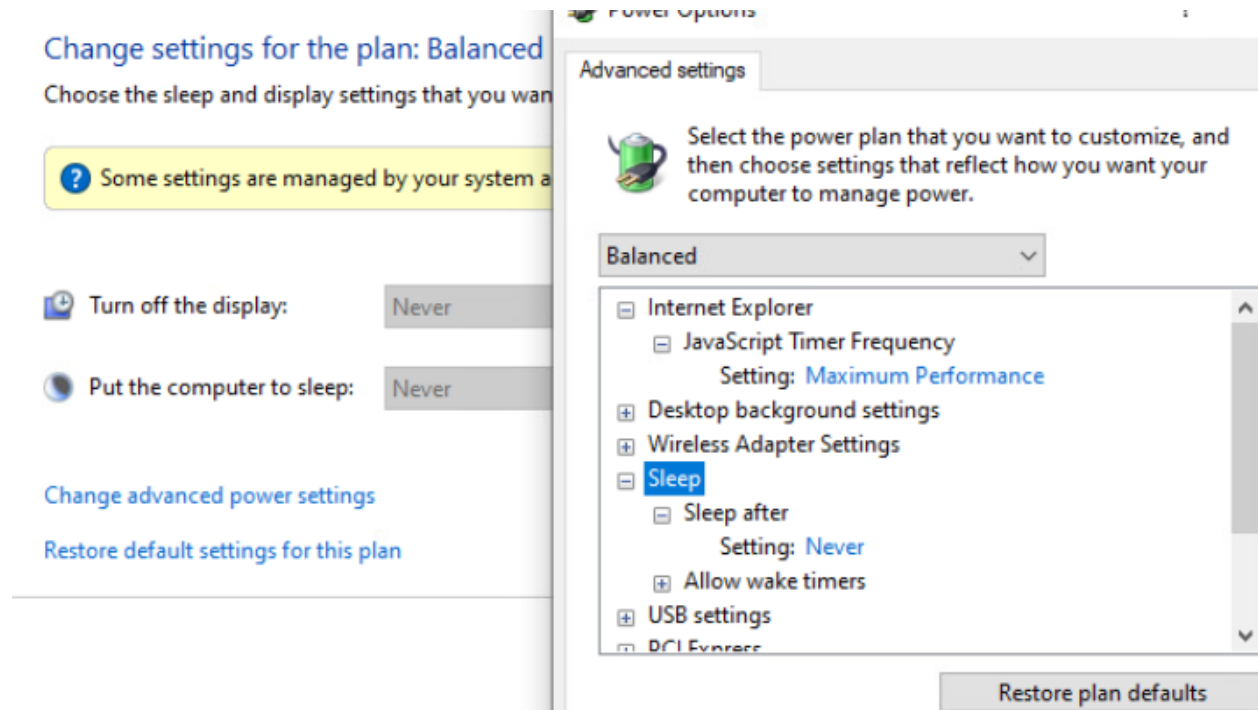 Change settings for the plan: Balanced
Choose the sleep and display settings that you wan
Some settings are managed by your system a
Turn off the display:
Never
Put the computer to sleep:
Never
Change advanced power settings
Restore default settings for this plan
Power Options
Advanced settings
Select the power plan that you want to customize, and
then choose settings that reflect how you want your
computer to manage power.
Balanced
Internet Explorer
JavaScript Timer Frequency
Setting: Maximum Performance
Desktop background settings
Wireless Adapter Settings
Sleep
Sleep after
Setting: Never
Allow wake timers
USB settings
PCI Express
Restore plan defaults